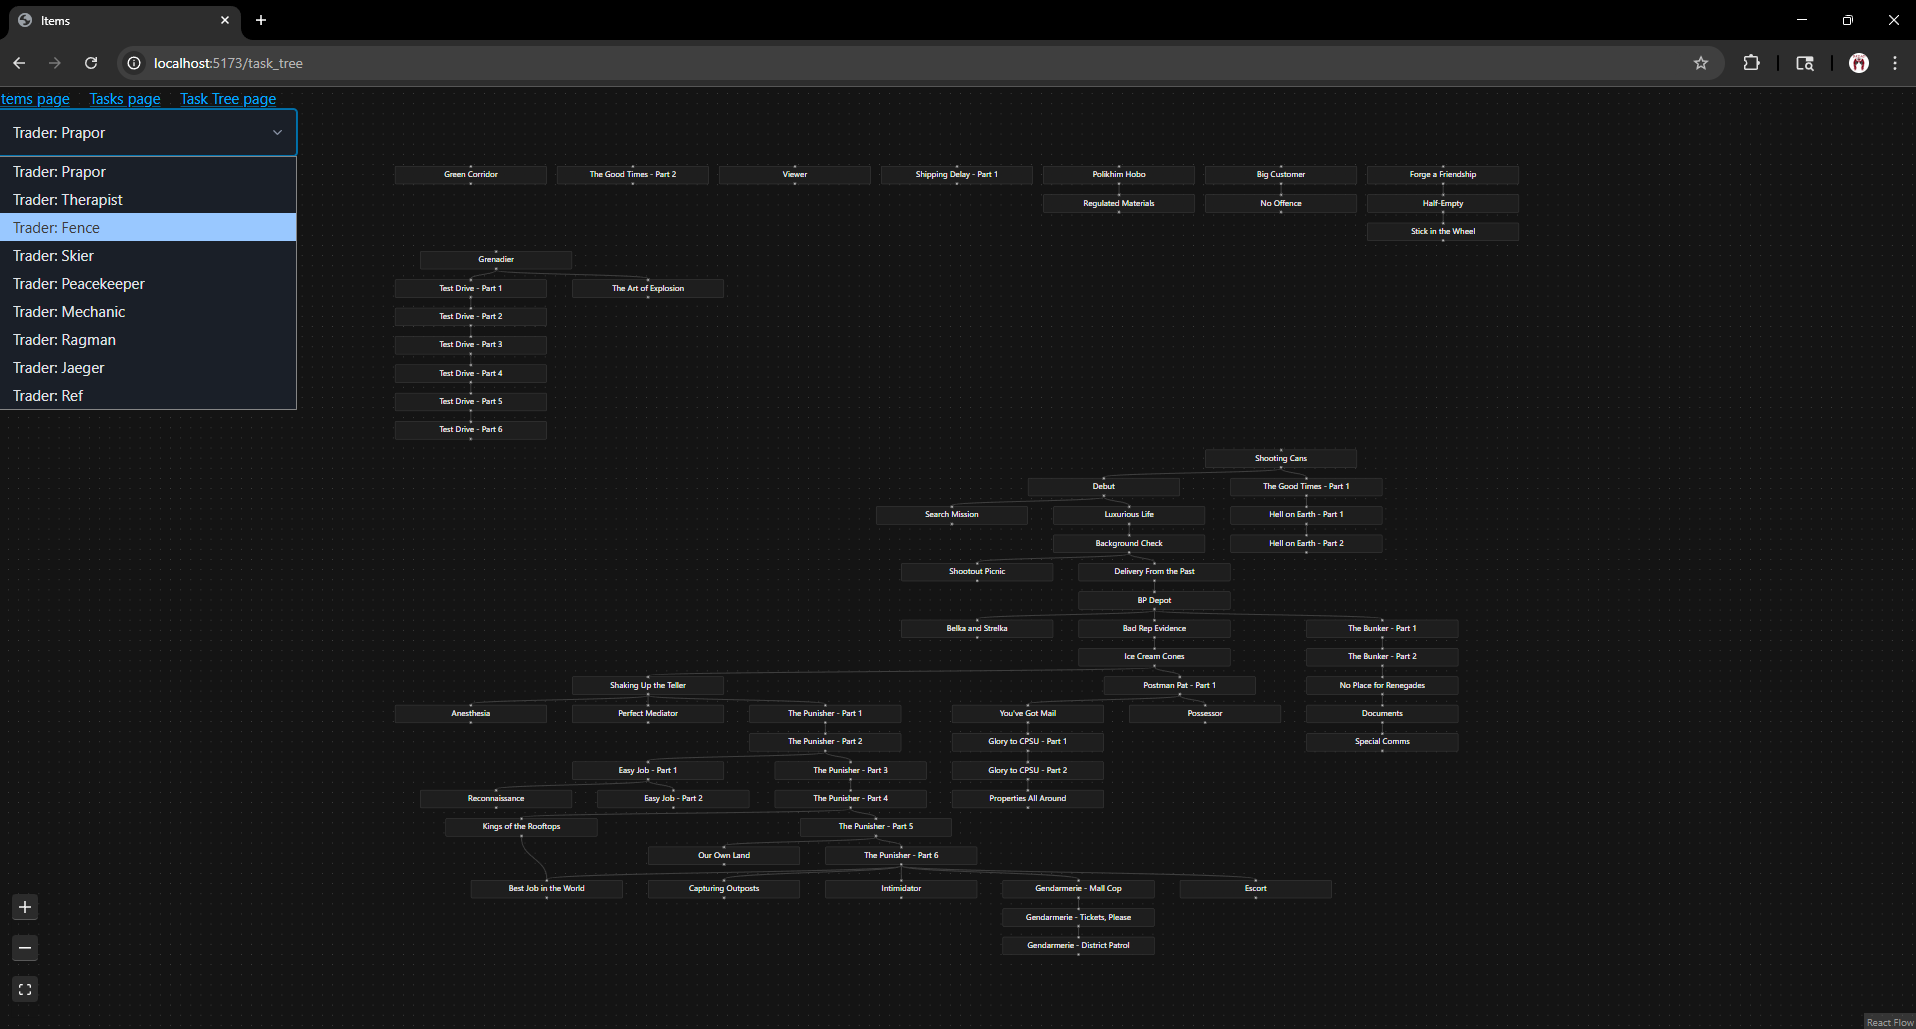 Items
localhost:5173/task_tree
tems page Tasks page Task Tree page
Trader: Prapor
Trader: Prapor
Trader: Therapist
Trader: Fence
Trader: Skier
Trader: Peacekeeper
Trader: Mechanic
Trader: Ragman
Trader: Jaeger
Trader: Ref
Green Corridor The Good Times - Part 2 Viewer Shipping Delay - Part 1 Polikhim Hobo Big Customer Forge a Friendship
Regulated Materials No Offence Half-Empty
Stick in the Wheel
Grenadier
Test Drive - Part 1 The Art of Explosion
Test Drive - Part 2
Test Drive - Part 3
Test Drive - Part 4
Test Drive - Part 5
Test Drive - Part 6
Shooting Cans
Debut The Good Times - Part 1
Search Mission Luxurious Life Hell on Earth - Part 1
Background Check Hell on Earth - Part 2
Shootout Picnic Delivery From the Past
BP Depot
Belka and Strelka Bad Rep Evidence The Bunker - Part 1
Ice Cream Cones The Bunker - Part 2
Shaking Up the Teller Postman Pat - Part 1 No Place for Renegades
Anesthesia Perfect Mediator The Punisher - Part 1 You've Got Mail Possessor Documents
The Punisher - Part 2 Glory to CPSU - Part 1 Special Comms
Easy Job - Part 1 The Punisher - Part 3 Glory to CPSU - Part 2
Reconnaissance Easy Job - Part 2 The Punisher - Part 4 Properties All Around
Kings of the Rooftops The Punisher - Part 5
Our Own Land The Punisher - Part 6
Best Job in the World Capturing Outposts Intimidator Gendarmerie - Mall Cop Escort
Gendarmerie - Tickets, Please
Gendarmerie - District Patrol
React Flow